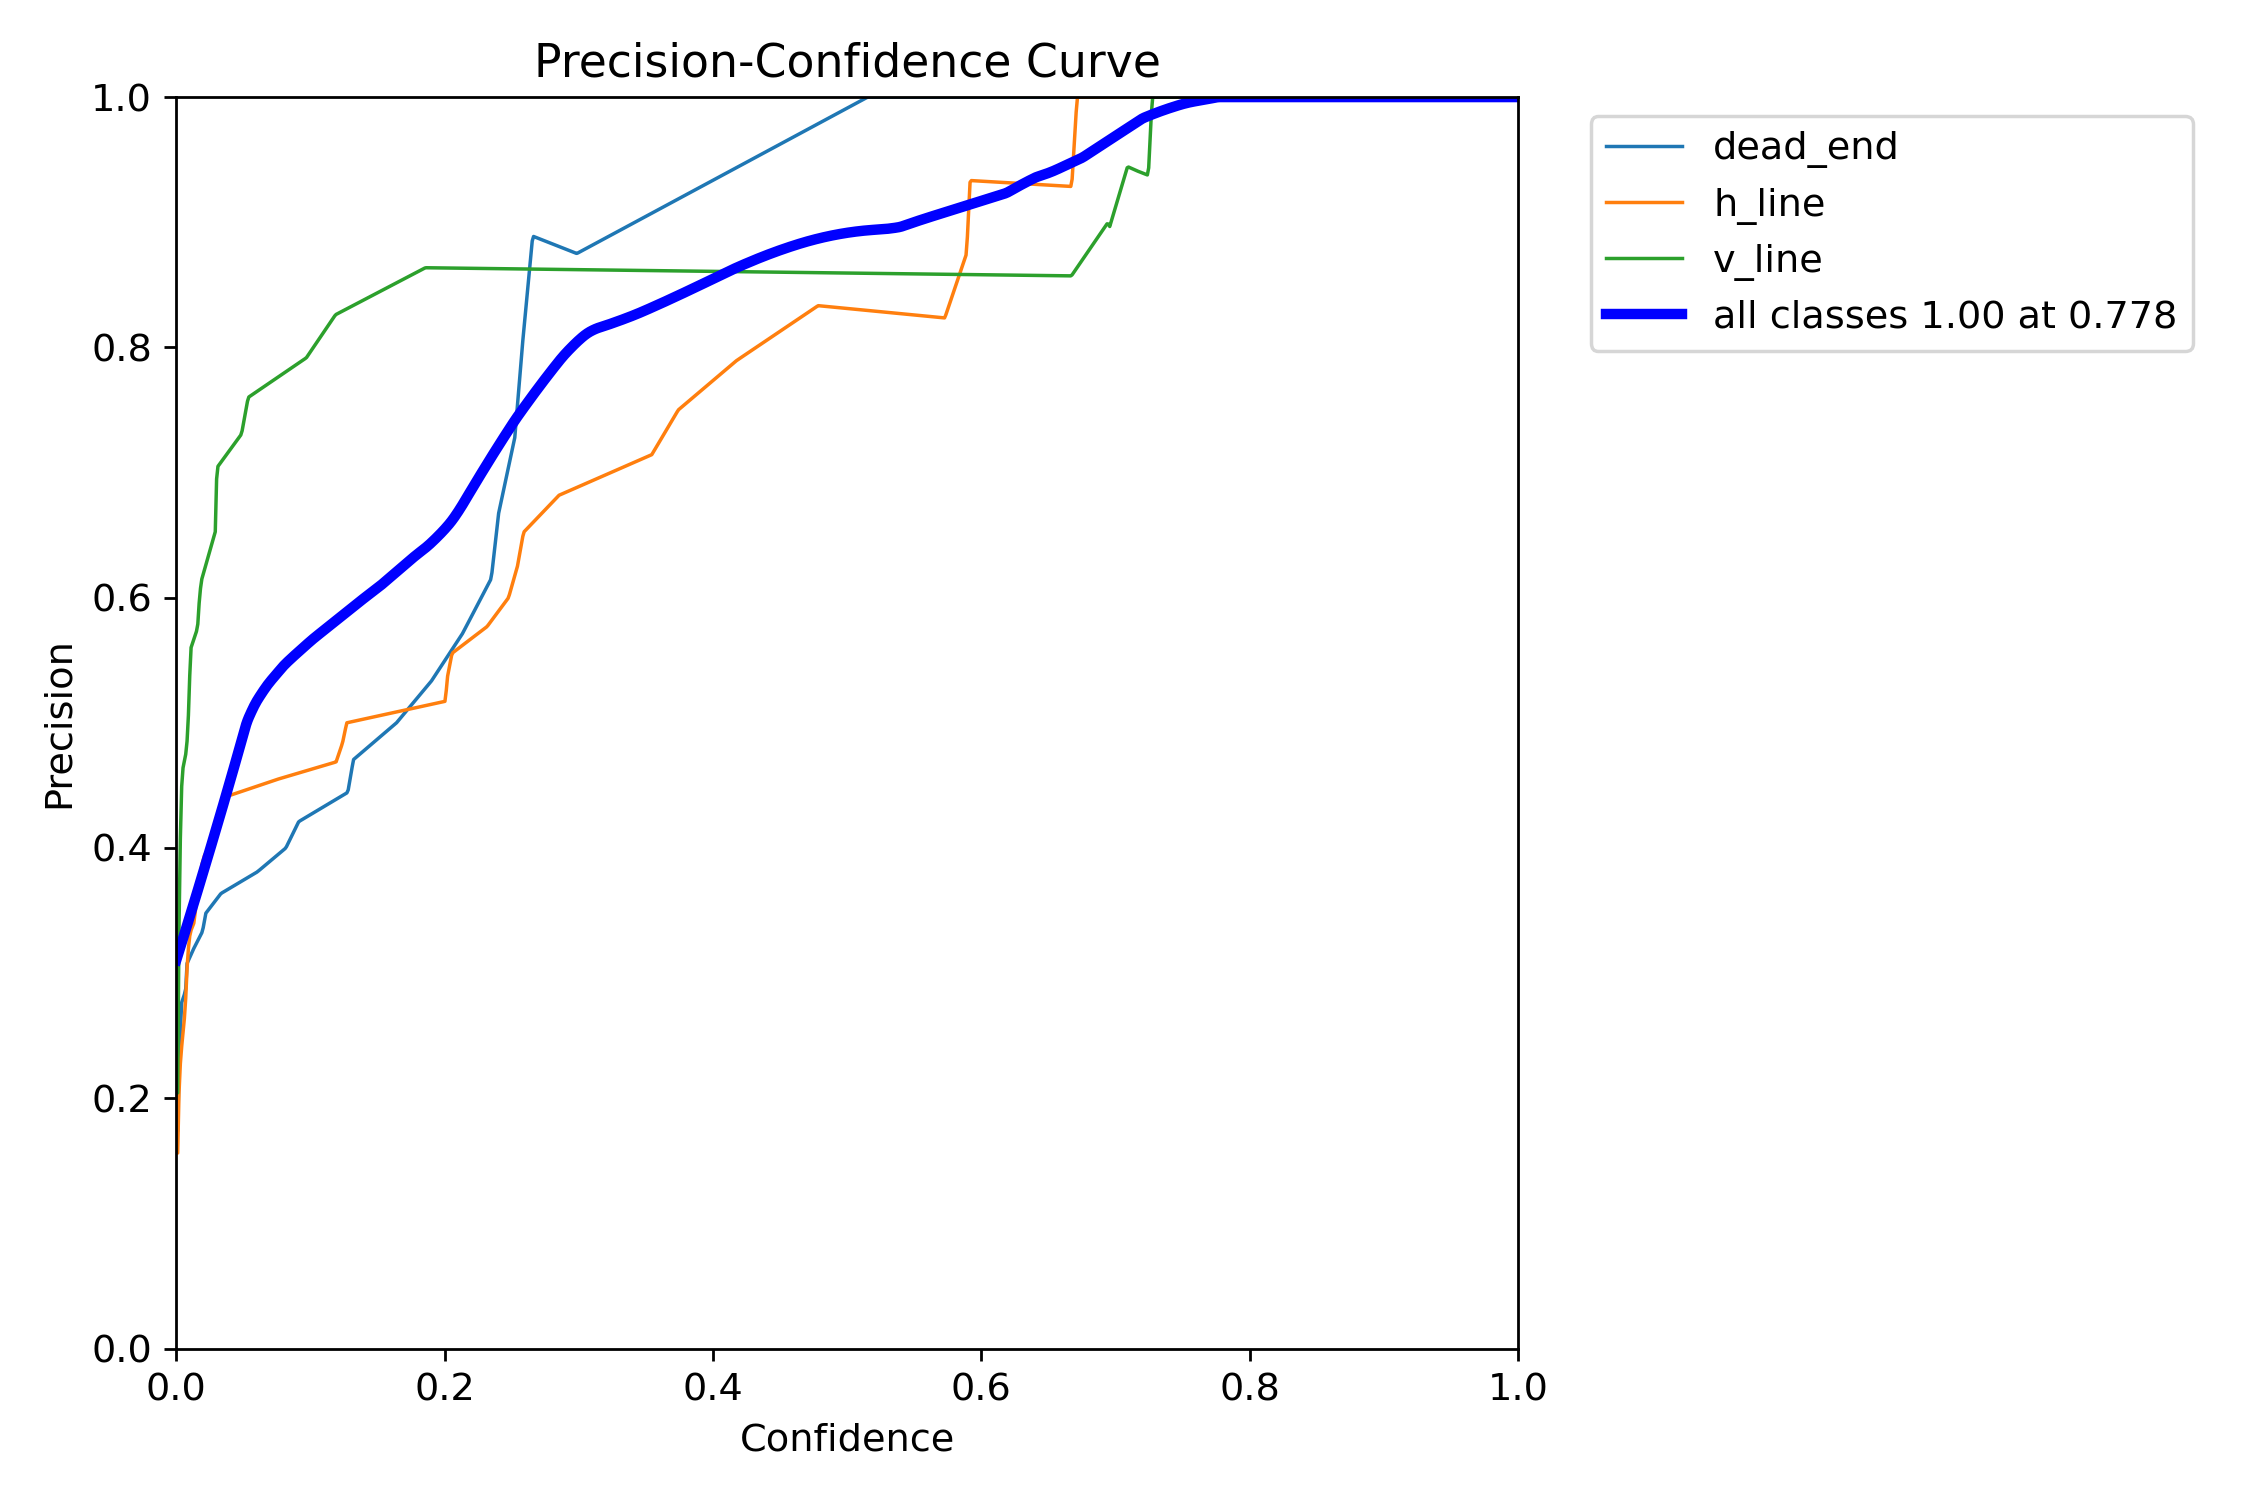 Precision-Confidence Curve
1.0
0.8
0.6
0.4
0.2
0.0
Precision
0.0 0.2 0.4 0.6 0.8 1.0
Confidence
dead_end
h_line
v_line
all classes 1.00 at 0.778